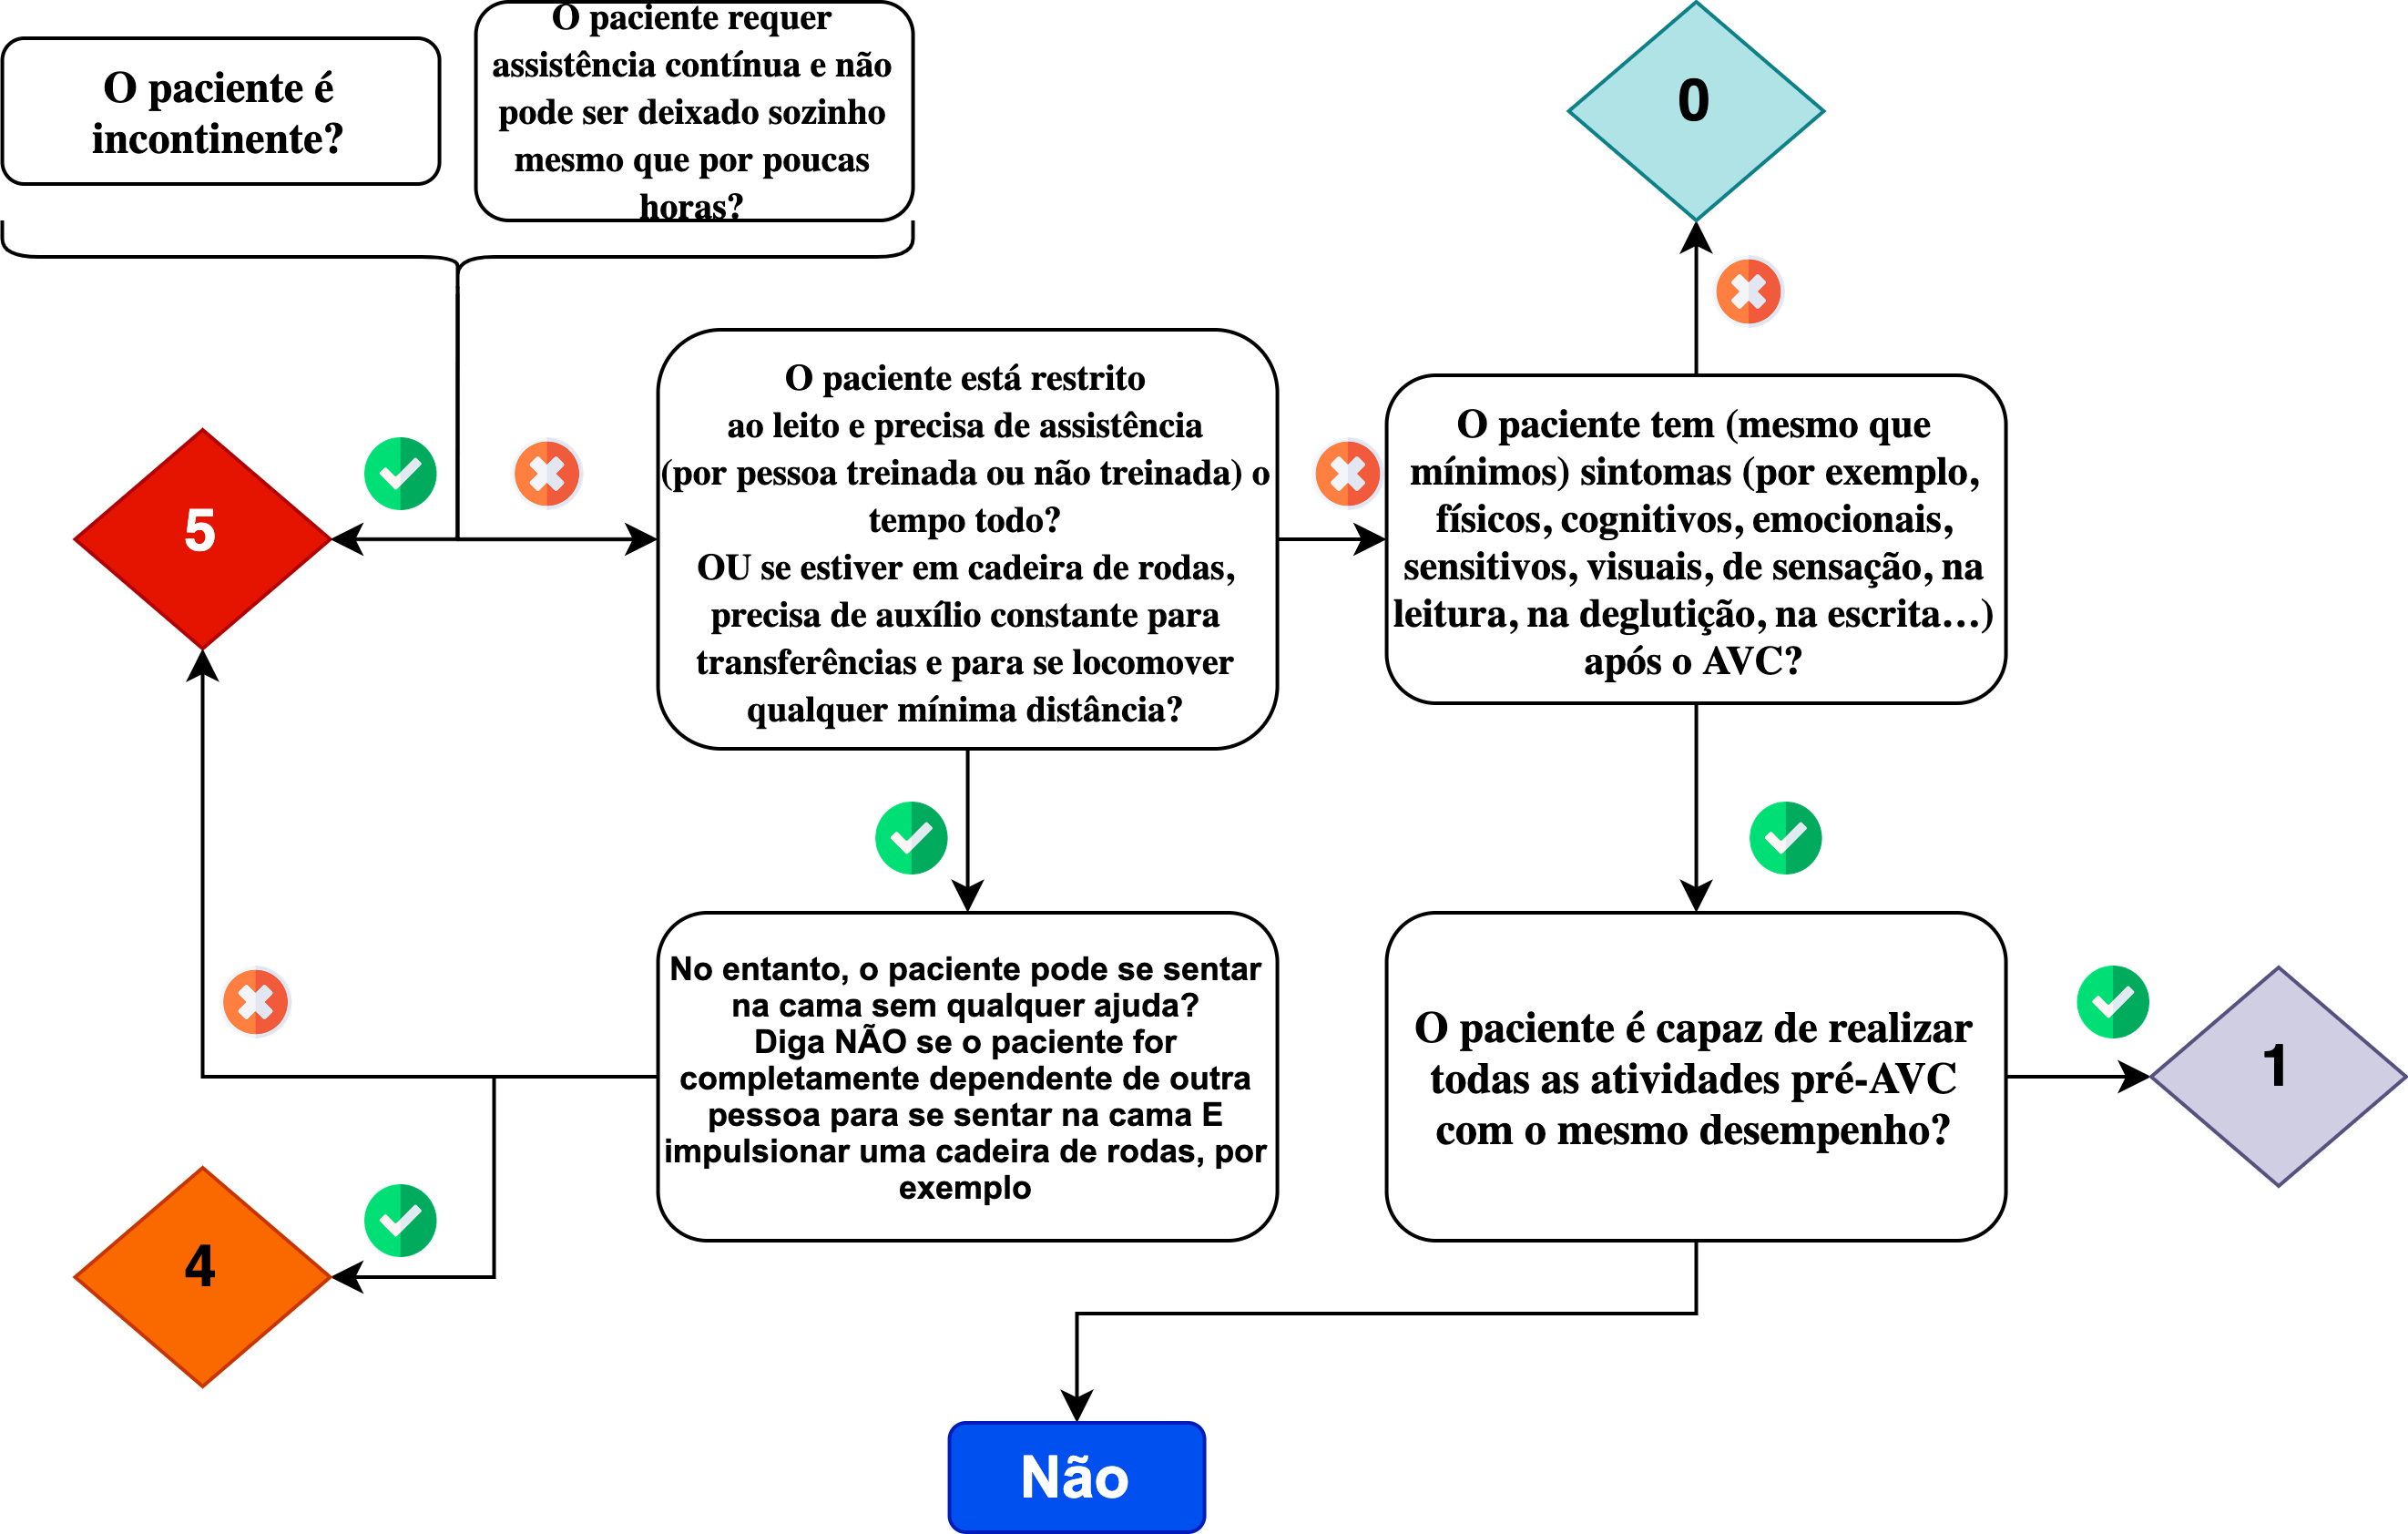 O paciente é
incontinente?
O paciente requer
assistência contínua e não
pode ser deixado sozinho
mesmo que por poucas
horas?
0
O paciente está restrito
ao leito e precisa de assistência
(por pessoa treinada ou não treinada) o
tempo todo?
OU se estiver em cadeira de rodas,
precisa de auxílio constante para
transferências e para se locomover
qualquer mínima distância?
O paciente tem (mesmo que
mínimos) sintomas (por exemplo,
físicos, cognitivos, emocionais,
sensitivos, visuais, de sensação, na
leitura, na deglutição, na escrita...)
após o AVC?
5
No entanto, o paciente pode se sentar
na cama sem qualquer ajuda?
Diga NÃO se o paciente for
completamente dependente de outra
pessoa para se sentar na cama E
impulsionar uma cadeira de rodas, por
exemplo
O paciente é capaz de realizar
todas as atividades pré-AVC
com o mesmo desempenho?
1
4
Não